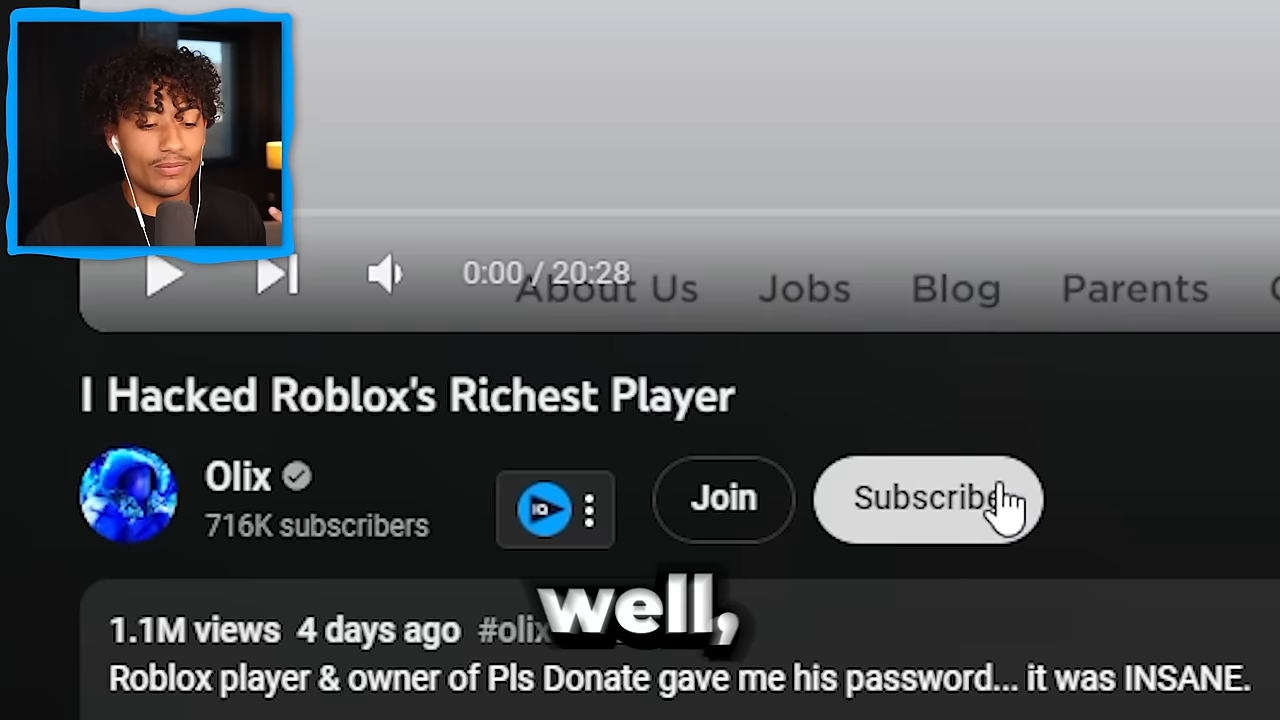 0:00 / 20:28
About Us Jobs Blog Parents
I Hacked Roblox's Richest Player
Olix
716K subscribers
IQ
Join
Subscribe
well,
1.1M views 4 days ago #olix
Roblox player & owner of Pls Donate gave me his password... it was INSANE.